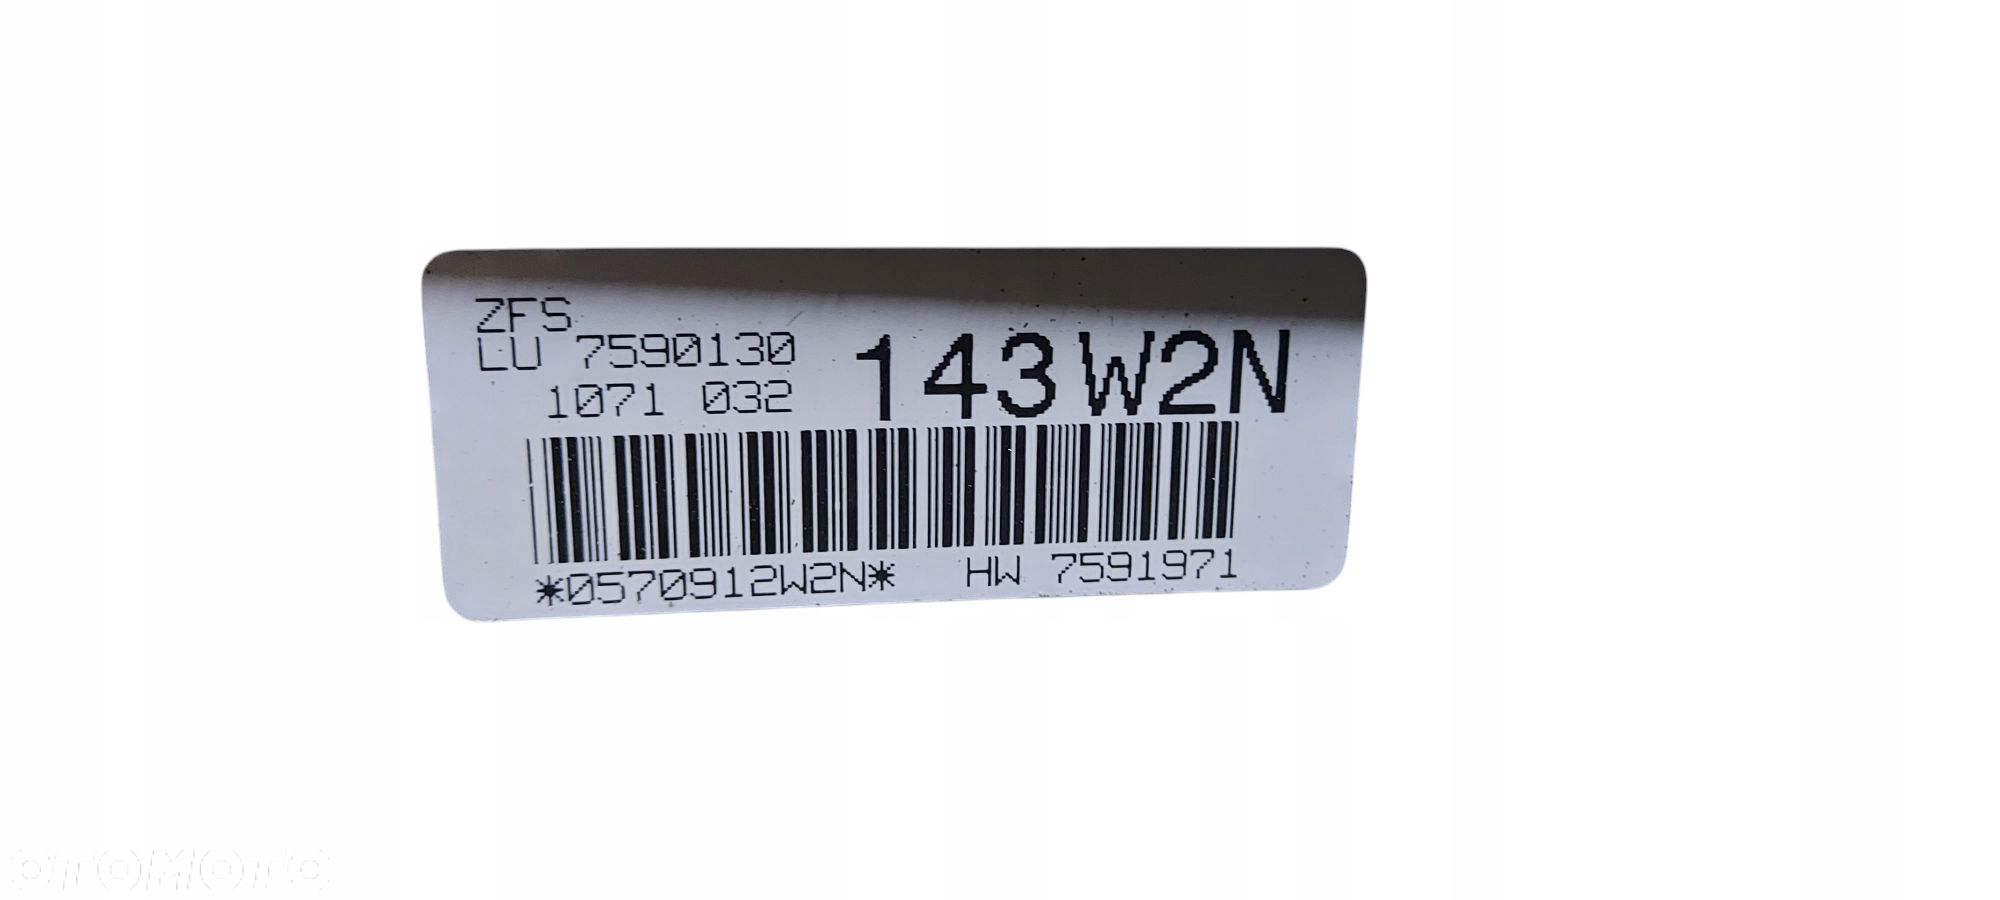 ZFS
LU 7590130
1071 032
143W2N
*0570912W2N* HW 7591971
OTOMOTO